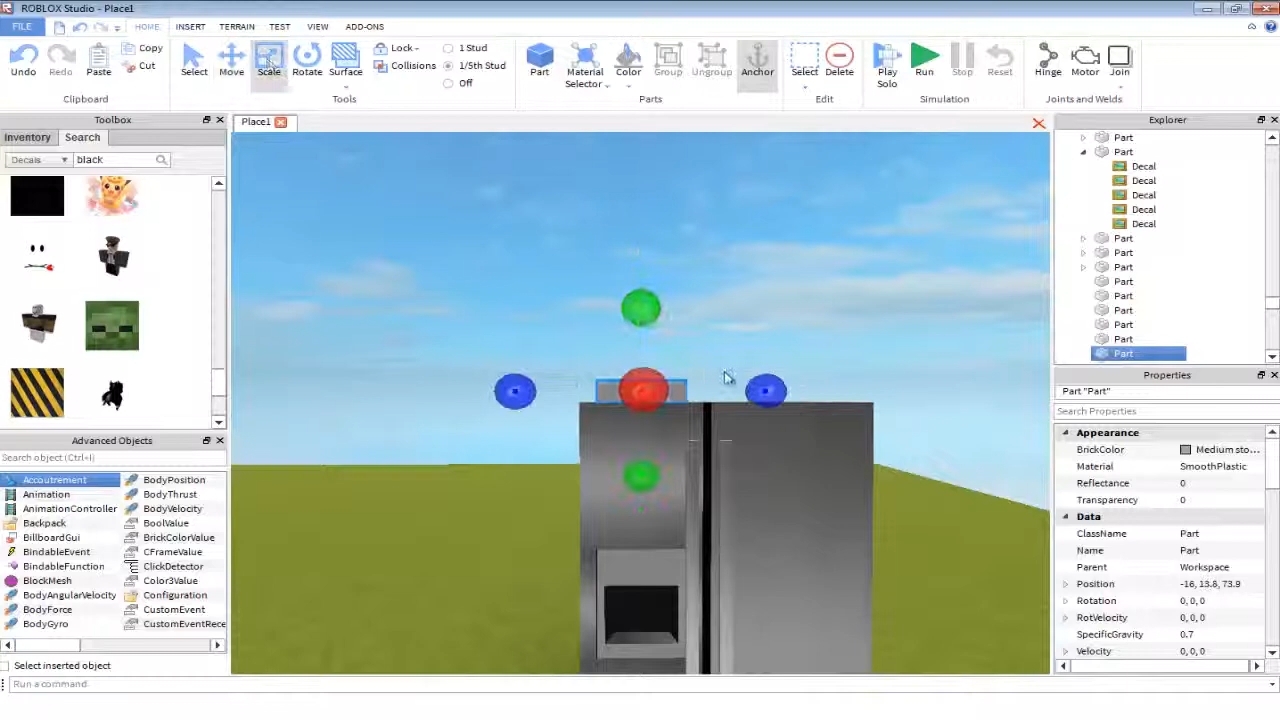 ROBLOX Studio - Place1
FILE
HOME
INSERT
TERRAIN
TEST
VIEW
ADD-ONS
Undo
Redo
Paste
Copy
Cut
Clipboard
Select
Move
Scale
Rotate
Surface
Lock
Collisions
1 Stud
1/5th Stud
Off
Tools
Part
Material Selector
Color
Group
Ungroup
Anchor
Parts
Select
Delete
Edit
Play Solo
Run
Stop
Reset
Simulation
Hinge
Motor
Join
Joints and Welds
Toolbox
Inventory
Search
Decals
black
Advanced Objects
Search object (Ctrl+I)
Accoutrement
Animation
AnimationController
Backpack
BillboardGui
BindableEvent
BindableFunction
BlockMesh
BodyAngularVelocity
BodyForce
BodyGyro
BodyPosition
BodyThrust
BodyVelocity
BoolValue
BrickColorValue
CFrameValue
ClickDetector
Color3Value
Configuration
CustomEvent
CustomEventRece
Select inserted object
Run a command
Place1
Explorer
Part
Part
Decal
Decal
Decal
Decal
Decal
Part
Part
Part
Part
Part
Part
Part
Part
Part
Properties
Part "Part"
Search Properties
Appearance
BrickColor Medium sto...
Material SmoothPlastic
Reflectance 0
Transparency 0
Data
ClassName Part
Name Part
Parent Workspace
Position -16, 13.8, 73.9
Rotation 0, 0, 0
RotVelocity 0, 0, 0
SpecificGravity 0.7
Velocity 0, 0, 0